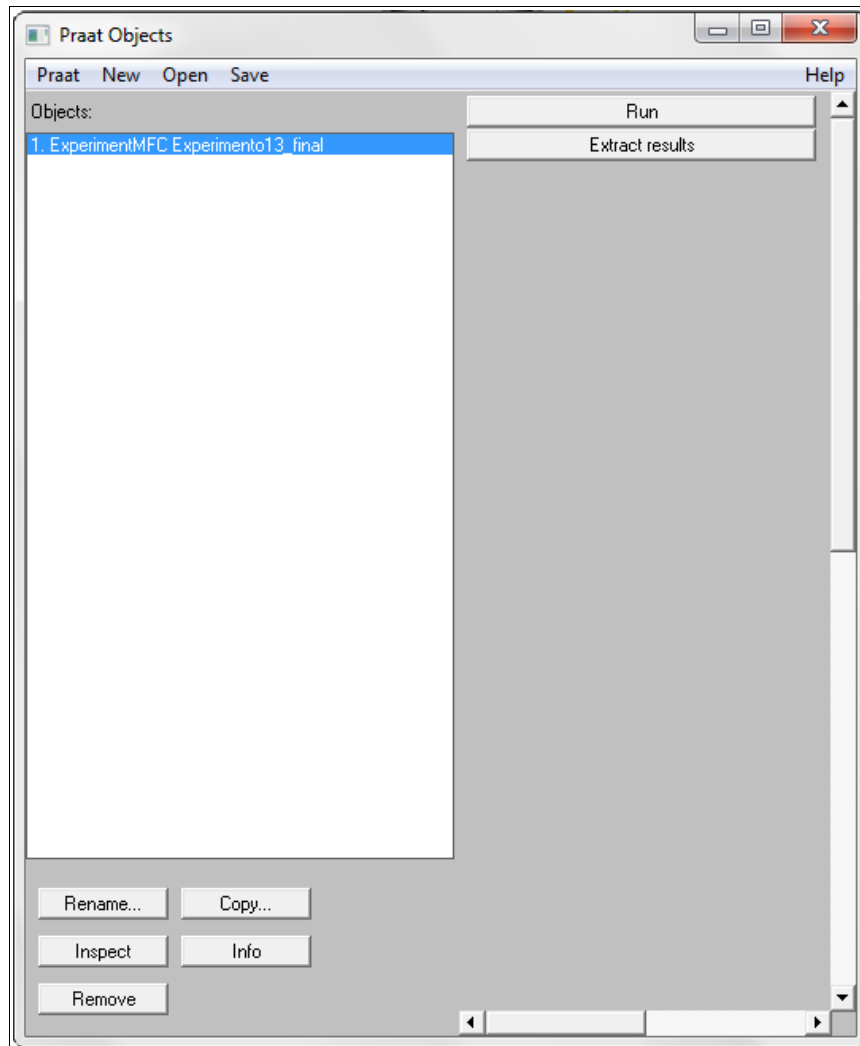 Praat Objects
Praat New Open Save Help
Objects:
1. ExperimentMFC Experimento13_final
Run
Extract results
Rename... Copy...
Inspect Info
Remove